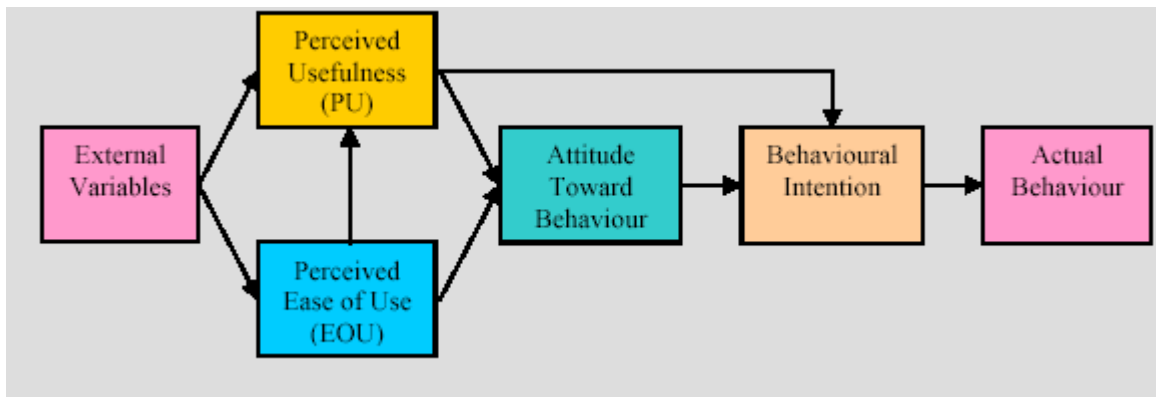 External
Variables
Perceived
Usefulness
(PU)
Perceived
Ease of Use
(EOU)
Attitude
Toward
Behaviour
Behavioural
Intention
Actual
Behaviour